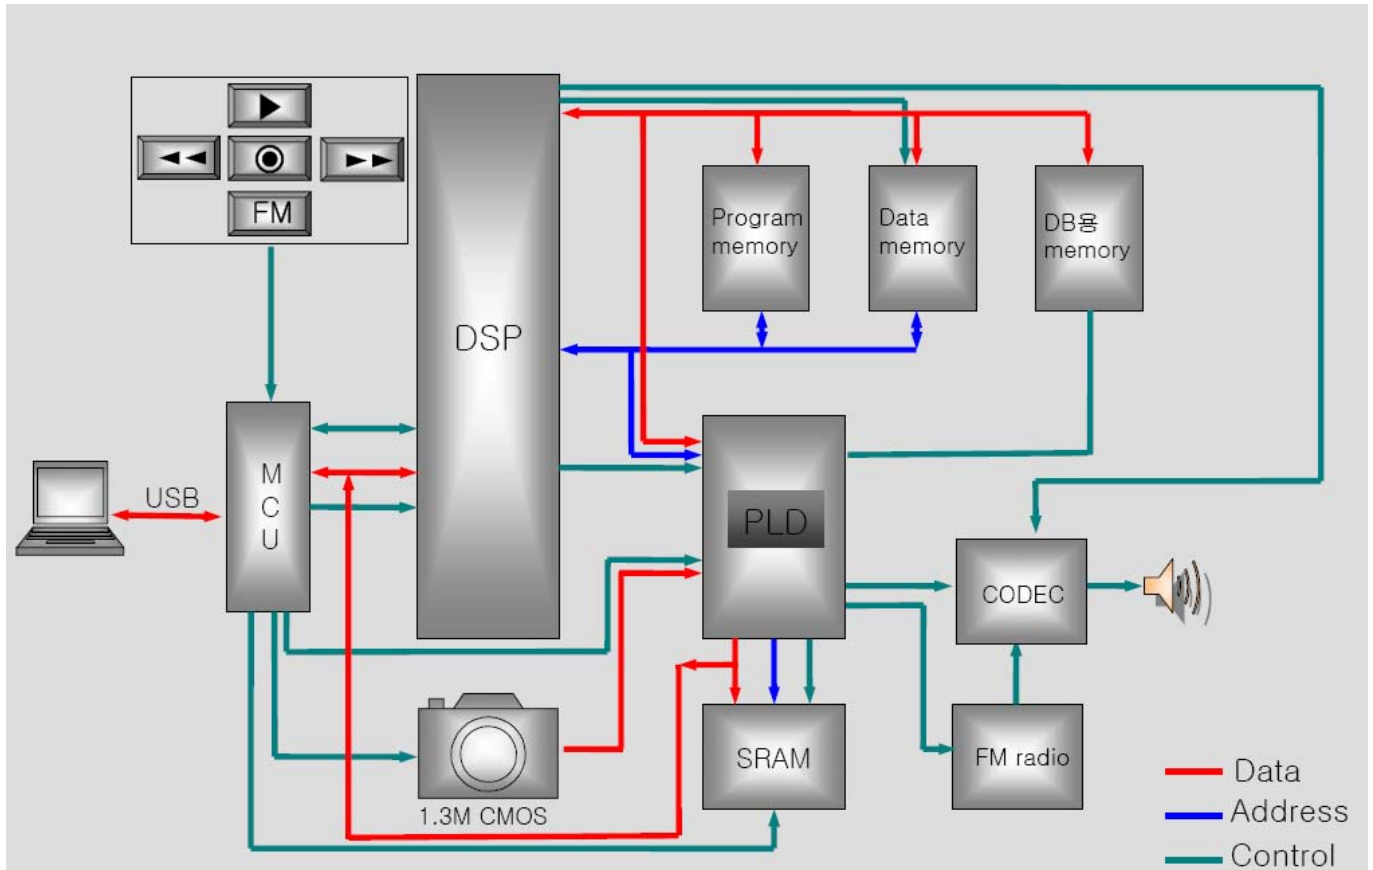 FM
DSP
Program
memory
Data
memory
DB용
memory
M
C
U
USB
PLD
CODEC
1.3M CMOS
SRAM
FM radio
Data
Address
Control